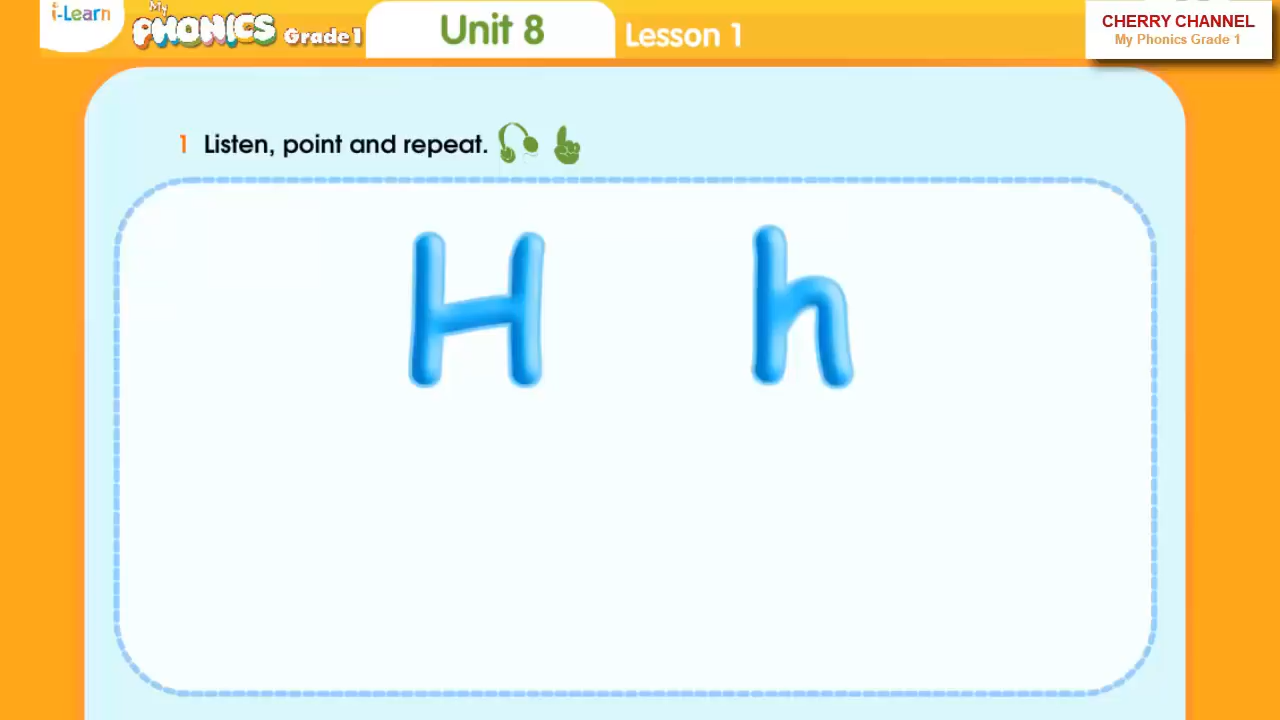 i-Learn
My
PHONICS Grade 1
Unit 8
Lesson 1
CHERRY CHANNEL
My Phonics Grade 1
1 Listen, point and repeat.
H h